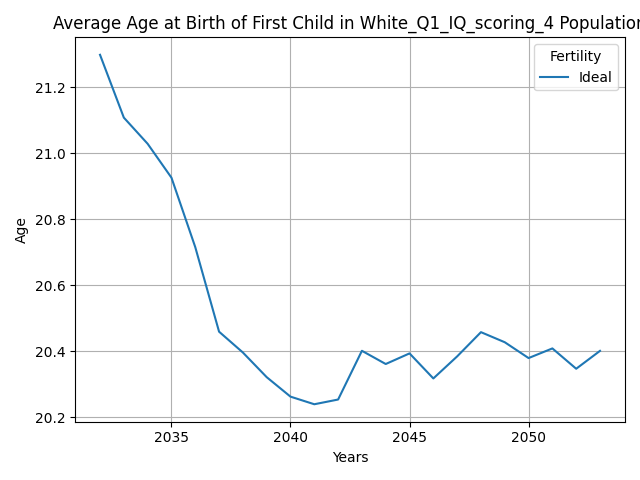 Average Age at Birth of First Child in White_Q1_IQ_scoring_4 Population
Fertility
Ideal
21.2
21.0
20.8
20.6
20.4
20.2
Age
2035 2040 2045 2050
Years